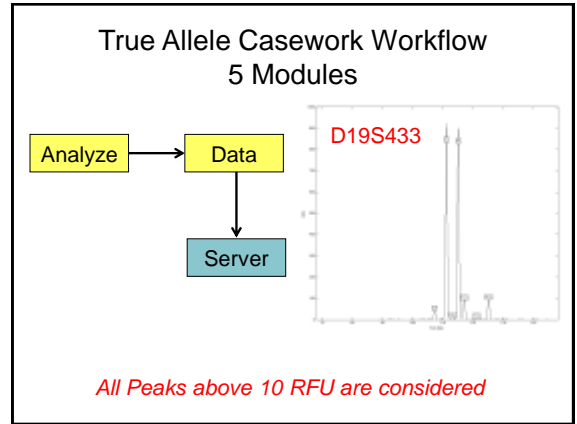 True Allele Casework Workflow
5 Modules
D19S433
Analyze
Data
Server
All Peaks above 10 RFU are considered